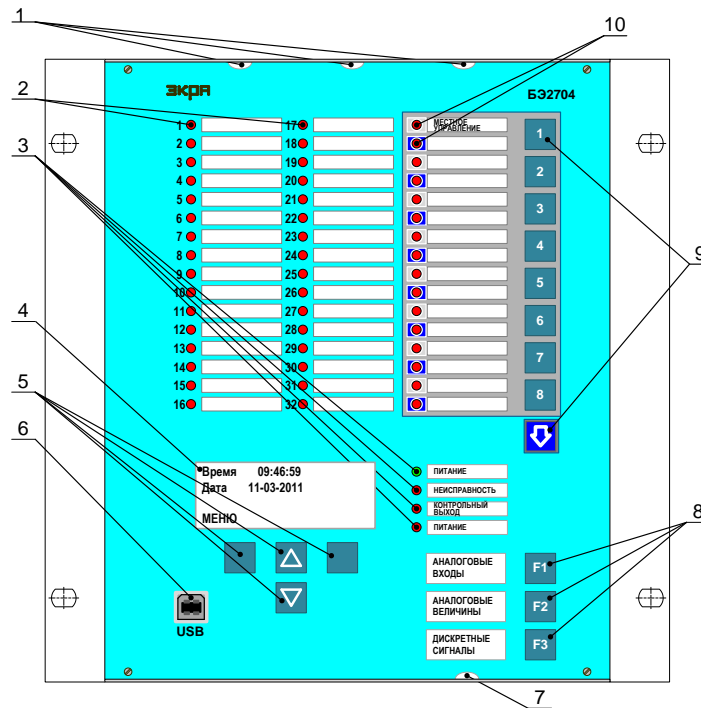 1
10
2
3
4
5
6
9
8
7
экра
БЭ2704
1 17
2 18
3 19
4 20
5 21
6 22
7 23
8 24
9 25
10 26
11 27
12 28
13 29
14 30
15 31
16 32
МЕСТНОЕ
УПРАВЛЕНИЕ
1
2
3
4
5
6
7
8
Время 09:46:59
Дата 11-03-2011
МЕНЮ
ПИТАНИЕ
НЕИСПРАВНОСТЬ
КОНТРОЛЬНЫЙ
ВЫХОД
ПИТАНИЕ
АНАЛОГОВЫЕ
ВХОДЫ
F1
АНАЛОГОВЫЕ
ВЕЛИЧИНЫ
F2
ДИСКРЕТНЫЕ
СИГНАЛЫ
F3
USB